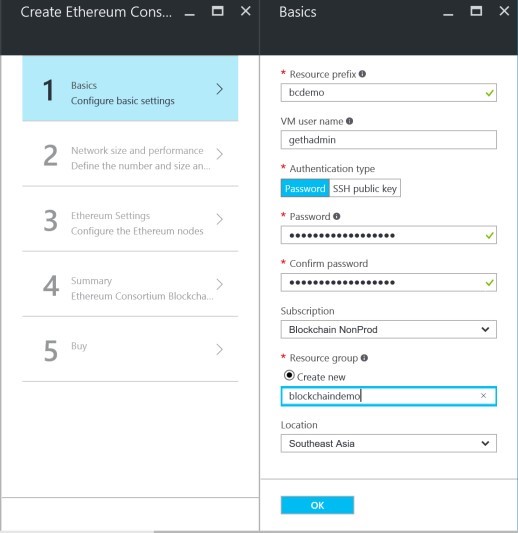 Create Ethereum Cons...
1
Basics
Configure basic settings
2
Network size and performance
Define the number and size an...
3
Ethereum Settings
Configure the Ethereum nodes
4
Summary
Ethereum Consortium Blockcha...
5
Buy
Basics
* Resource prefix
bcdemo
VM user name
gethadmin
* Authentication type
Password SSH public key
* Password
••••••••••••••••••
* Confirm password
••••••••••••••••••
Subscription
Blockchain NonProd
* Resource group
Create new
blockchaindemo
Location
Southeast Asia
OK